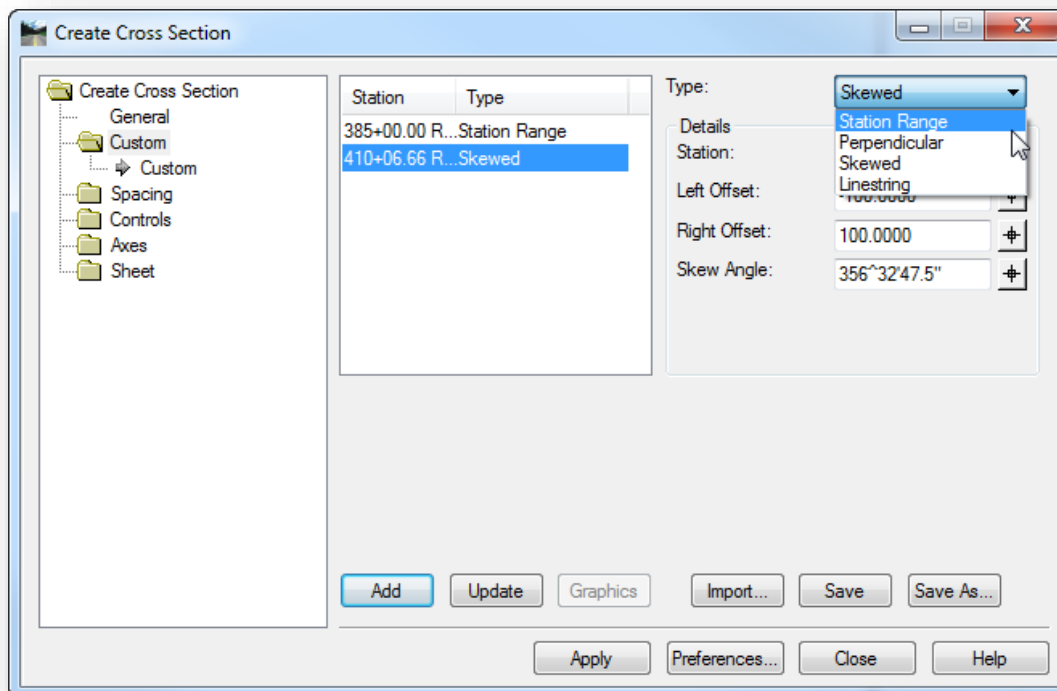 Create Cross Section
Create Cross Section
General
Custom
Custom
Spacing
Controls
Axes
Sheet
Station Type
385+00.00 R...Station Range
410+06.66 R...Skewed
Type: Skewed
Station Range
Perpendicular
Skewed
Linestring
Details
Station:
Left Offset: -100.0000
Right Offset: 100.0000
Skew Angle: 356^32'47.5"
Add Update Graphics Import... Save Save As...
Apply Preferences... Close Help